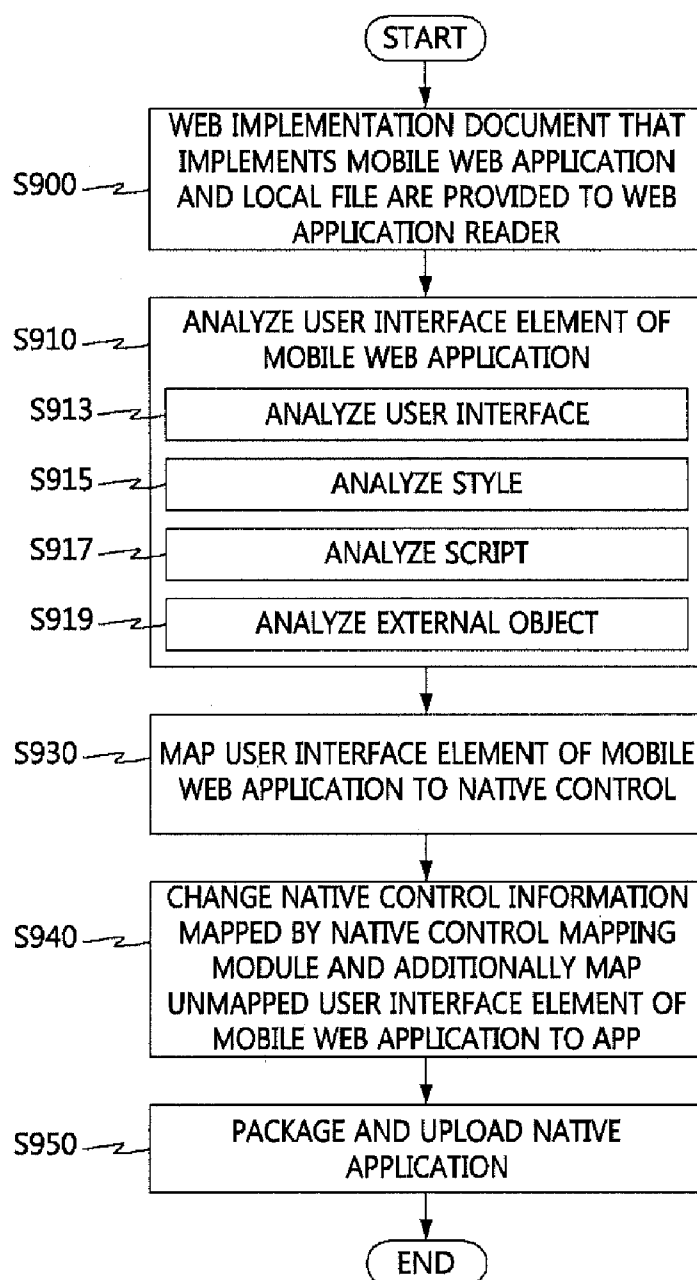 START
WEB IMPLEMENTATION DOCUMENT THAT
IMPLEMENTS MOBILE WEB APPLICATION
S900
AND LOCAL FILE ARE PROVIDED TO WEB
APPLICATION READER
S910
ANALYZE USER INTERFACE ELEMENT OF
MOBILE WEB APPLICATION
S913
ANALYZE USER INTERFACE
S915
ANALYZE STYLE
S917
ANALYZE SCRIPT
S919
ANALYZE EXTERNAL OBJECT
S930
MAP USER INTERFACE ELEMENT OF MOBILE
WEB APPLICATION TO NATIVE CONTROL
CHANGE NATIVE CONTROL INFORMATION
S940
MAPPED BY NATIVE CONTROL MAPPING
MODULE AND ADDITIONALLY MAP
UNMAPPED USER INTERFACE ELEMENT OF
MOBILE WEB APPLICATION TO APP
S950
PACKAGE AND UPLOAD NATIVE
APPLICATION
END